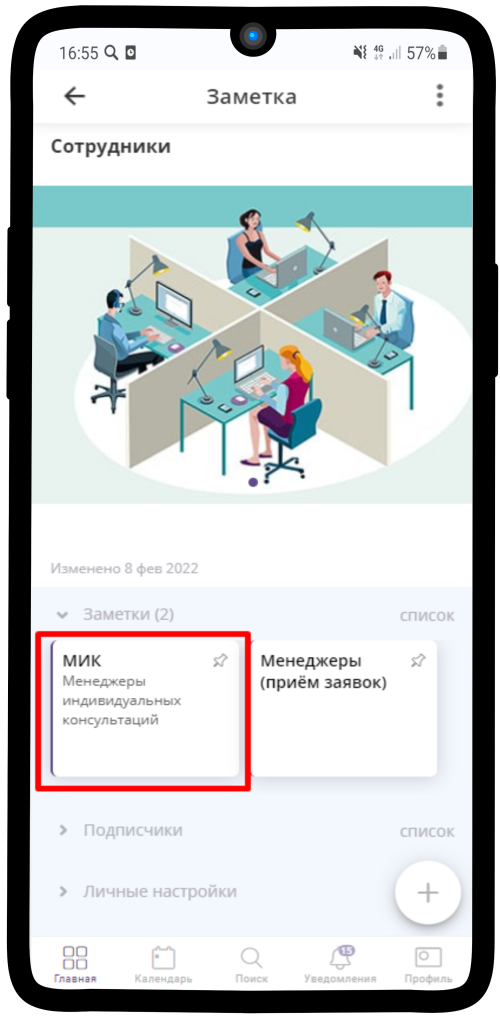 16:55 4G 57%
Заметка
Сотрудники
Изменено 8 фев 2022
Заметки (2) список
МИК
Менеджеры
индивидуальных
консультаций
Менеджеры
(приём заявок)
Подписчики список
Личные настройки
15
Главная Календарь Поиск Уведомления Профиль